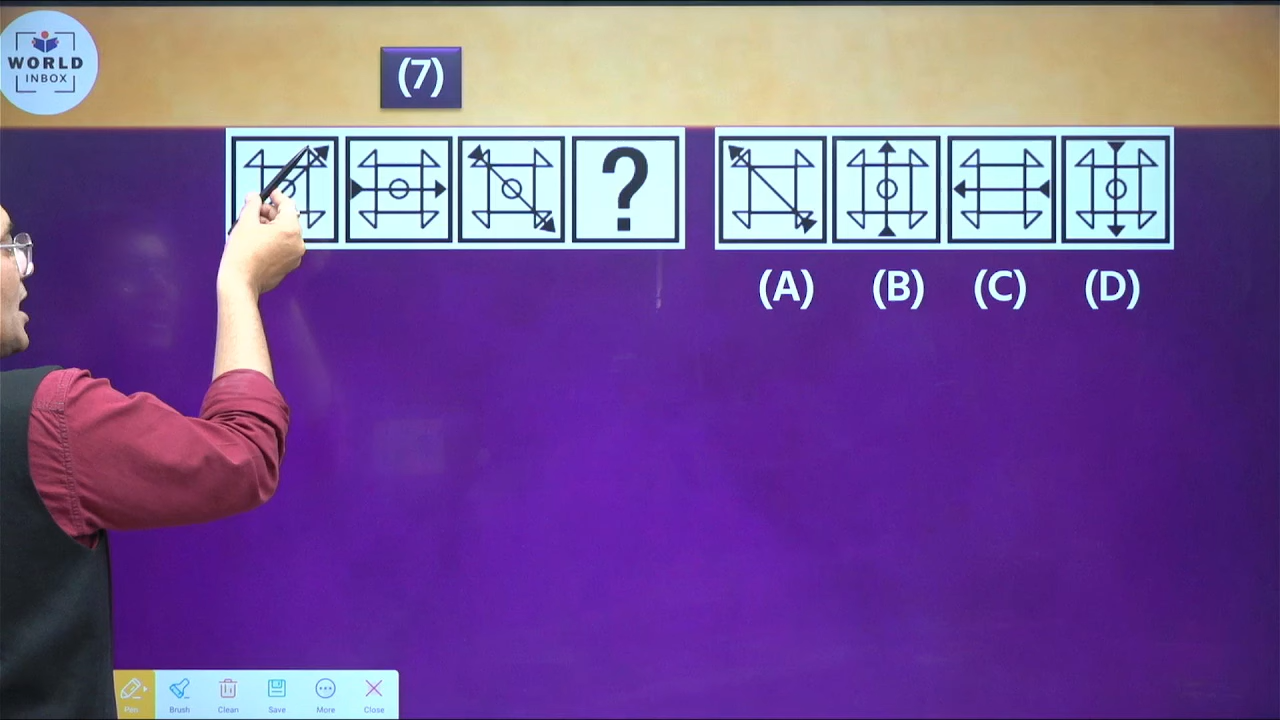 WORLD
INBOX
(7)
?
(A) (B) (C) (D)
Pen Brush Clean Save More Close